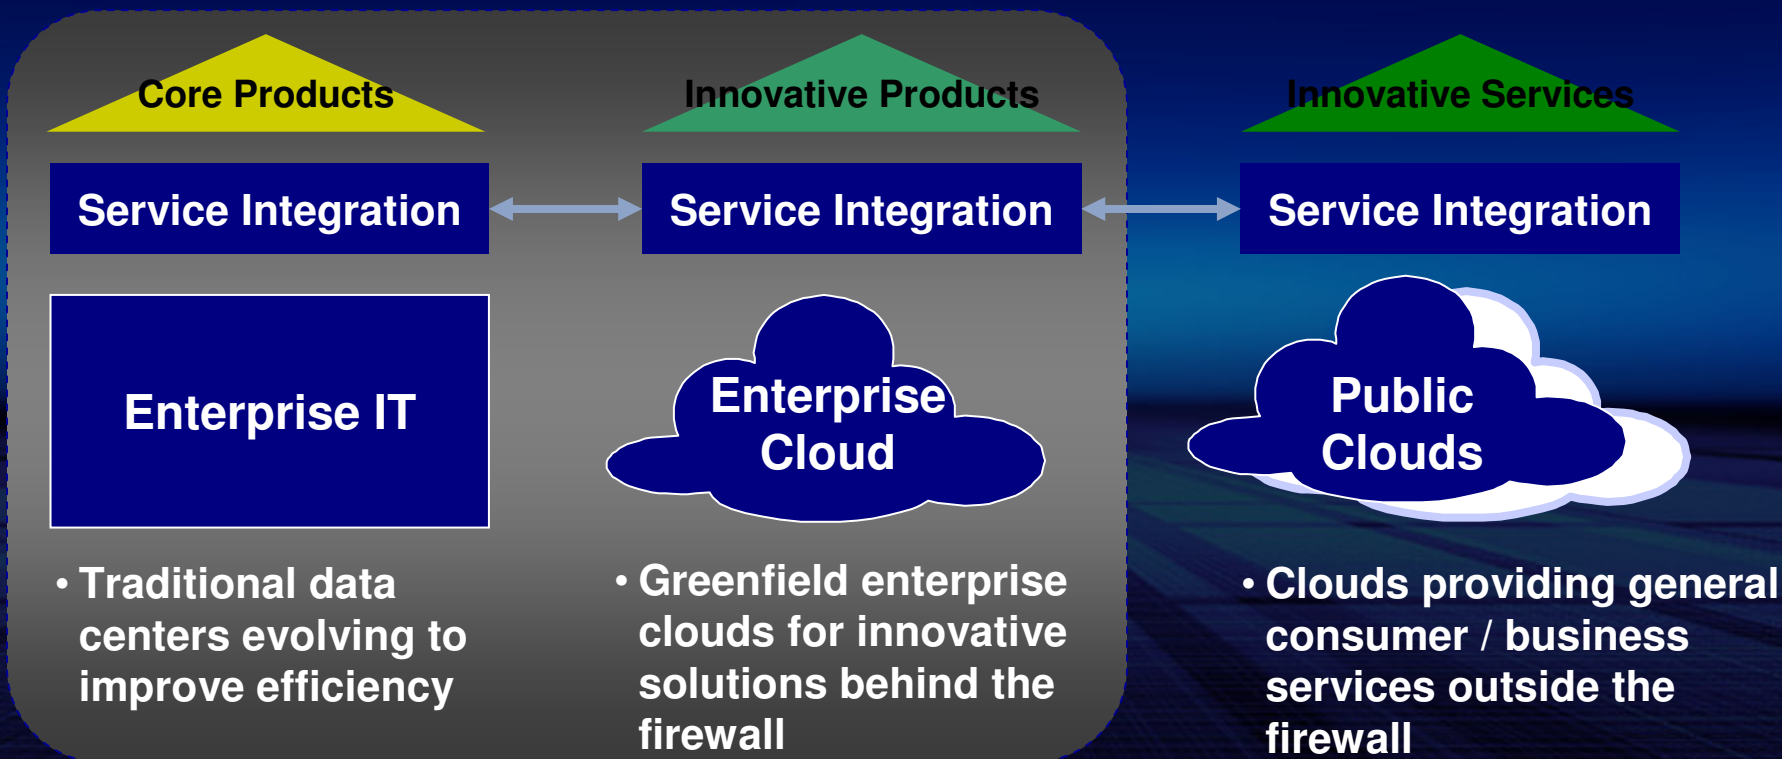 Core Products
Innovative Products
Innovative Services
Service Integration
Service Integration
Service Integration
Enterprise IT
Enterprise
Cloud
Public
Clouds
• Traditional data
centers evolving to
improve efficiency
• Greenfield enterprise
clouds for innovative
solutions behind the
firewall
• Clouds providing general
consumer / business
services outside the
firewall